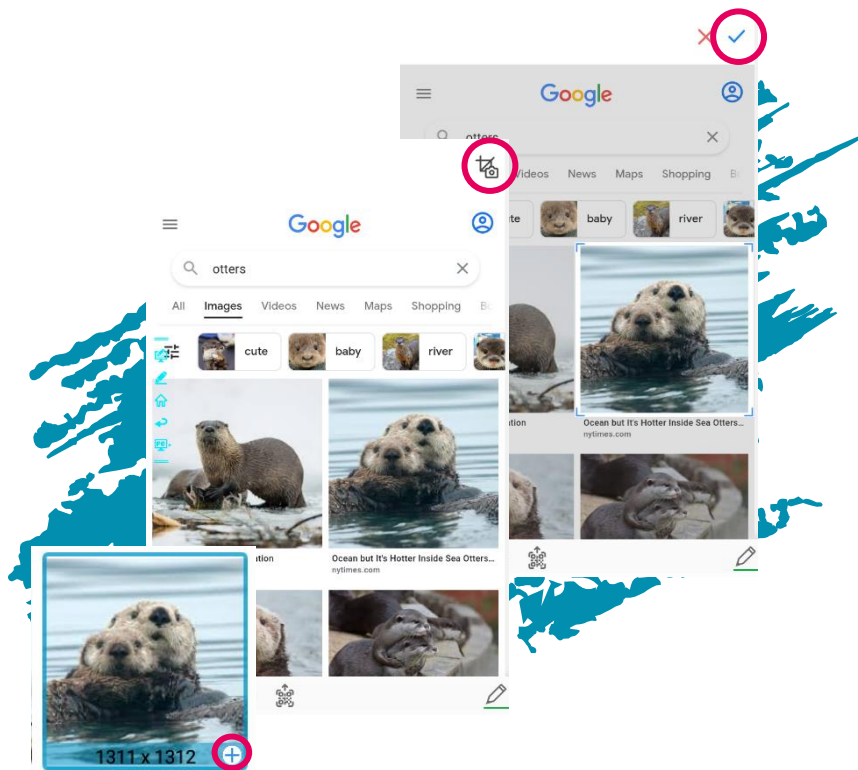 Google
otters
Videos News Maps Shopping
baby river
Ocean but It's Hotter Inside Sea Otters...
nytimes.com
Google
otters
All Images Videos News Maps Shopping
cute baby river
Ocean but It's Hotter Inside Sea Otters...
nytimes.com
1311 x 1312